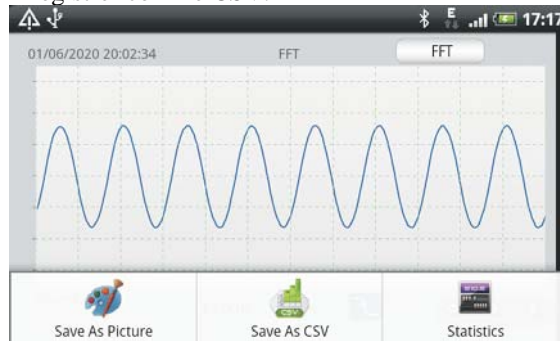 E 17:17
01/06/2020 20:02:34 FFT FFT
CSV
Save As Picture Save As CSV Statistics